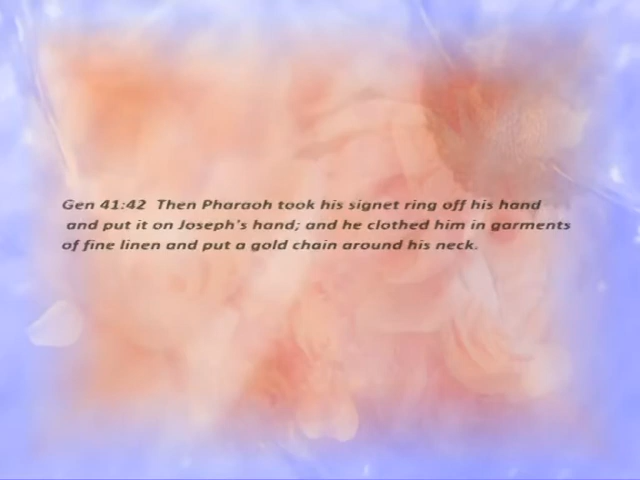 Gen 41:42 Then Pharaoh took his signet ring off his hand
and put it on Joseph's hand; and he clothed him in garments
of fine linen and put a gold chain around his neck.